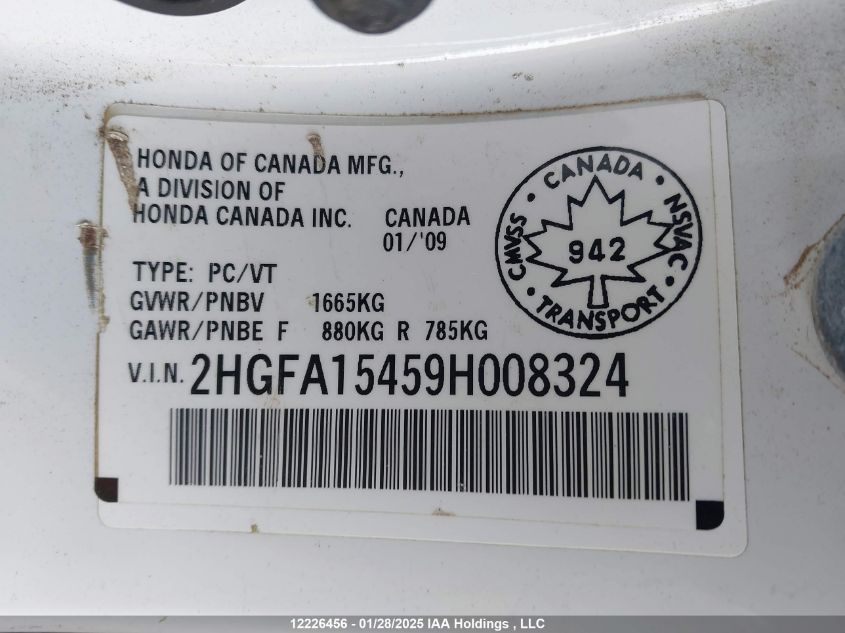 HONDA OF CANADA MFG.,
A DIVISION OF
HONDA CANADA INC. CANADA
01/'09
TYPE: PC/VT
GVWR/PNBV 1665KG
GAWR/PNBE F 880KG R 785KG
V.I.N. 2HGFA15459H008324
CANADA
CMVSS
942
NSVAC
TRANSPORT
12226456 - 01/28/2025 IAA Holdings , LLC